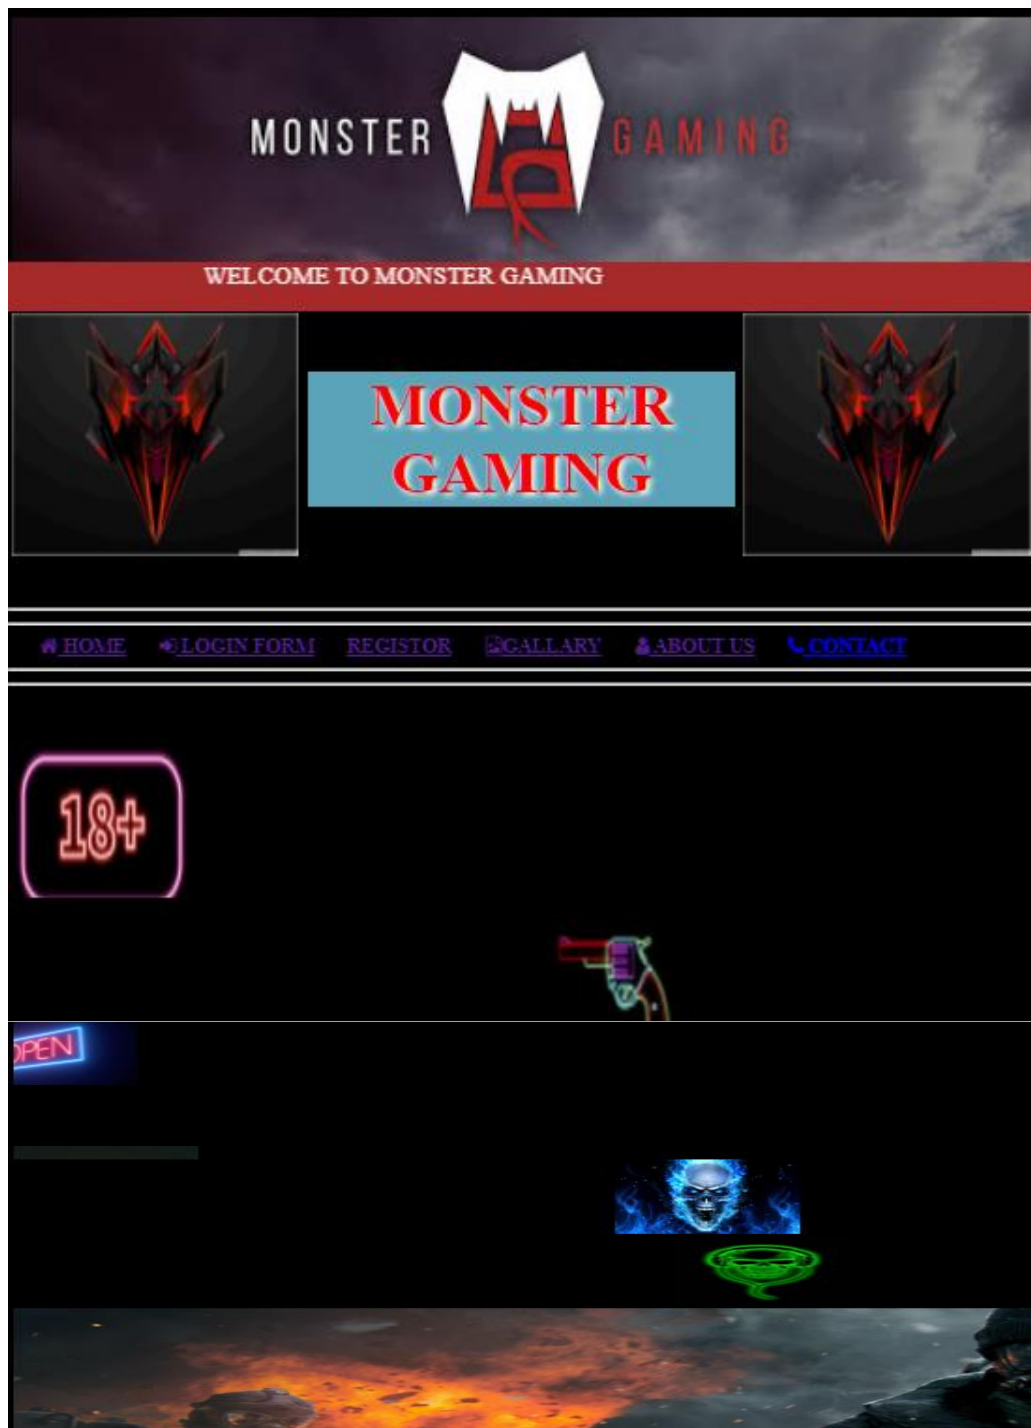 MONSTER GAMING
WELCOME TO MONSTER GAMING
MONSTER
GAMING
HOME LOGIN FORM REGISTOR GALLARY ABOUT US CONTACT
18+
OPEN